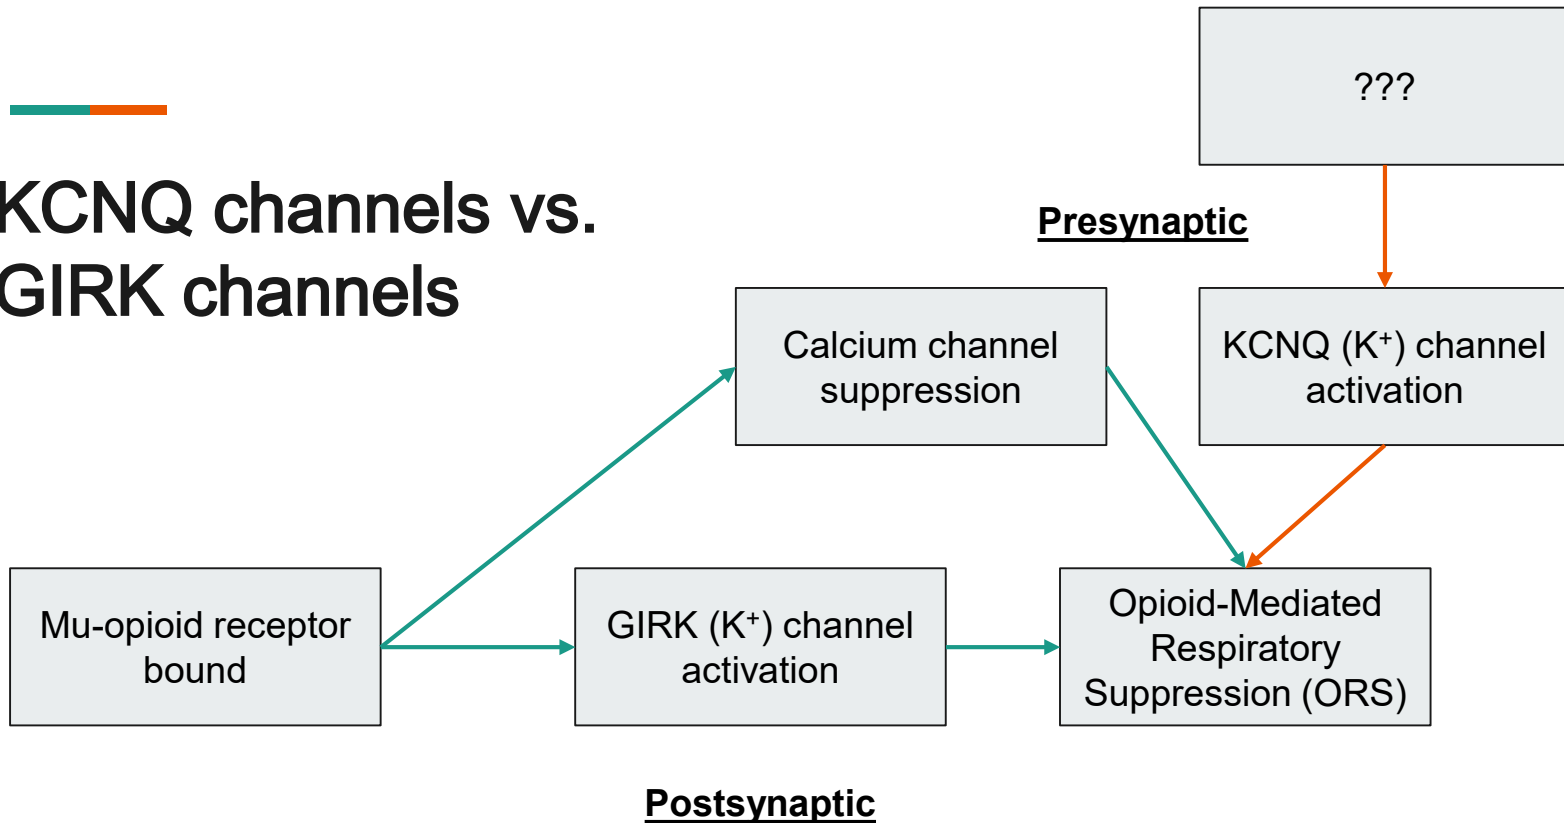 KCNQ channels vs.
GIRK channels
???
Presynaptic
Calcium channel
suppression
KCNQ (K⁺) channel
activation
Mu-opioid receptor
bound
GIRK (K⁺) channel
activation
Opioid-Mediated
Respiratory
Suppression (ORS)
Postsynaptic